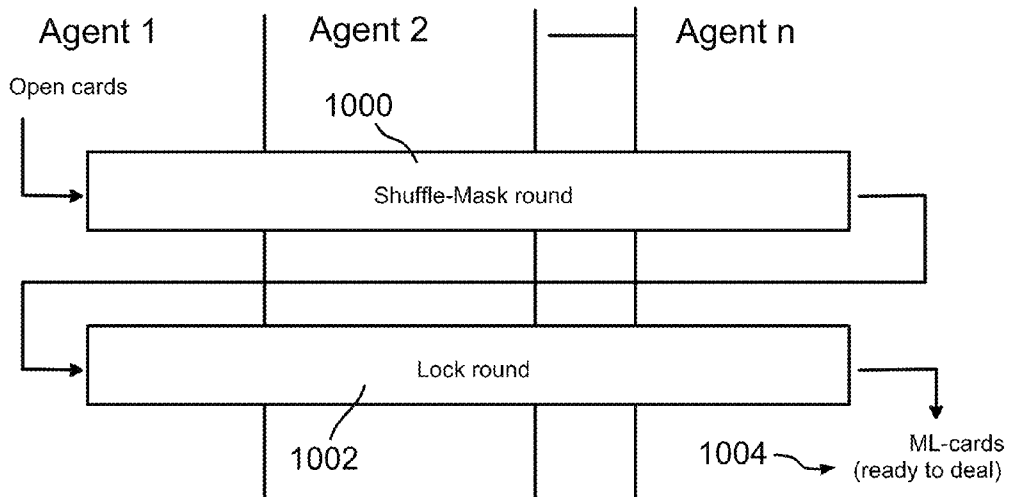 Agent 1
Agent 2
Agent n
Open cards
1000
Shuffle-Mask round
Lock round
1002
1004
ML-cards
(ready to deal)